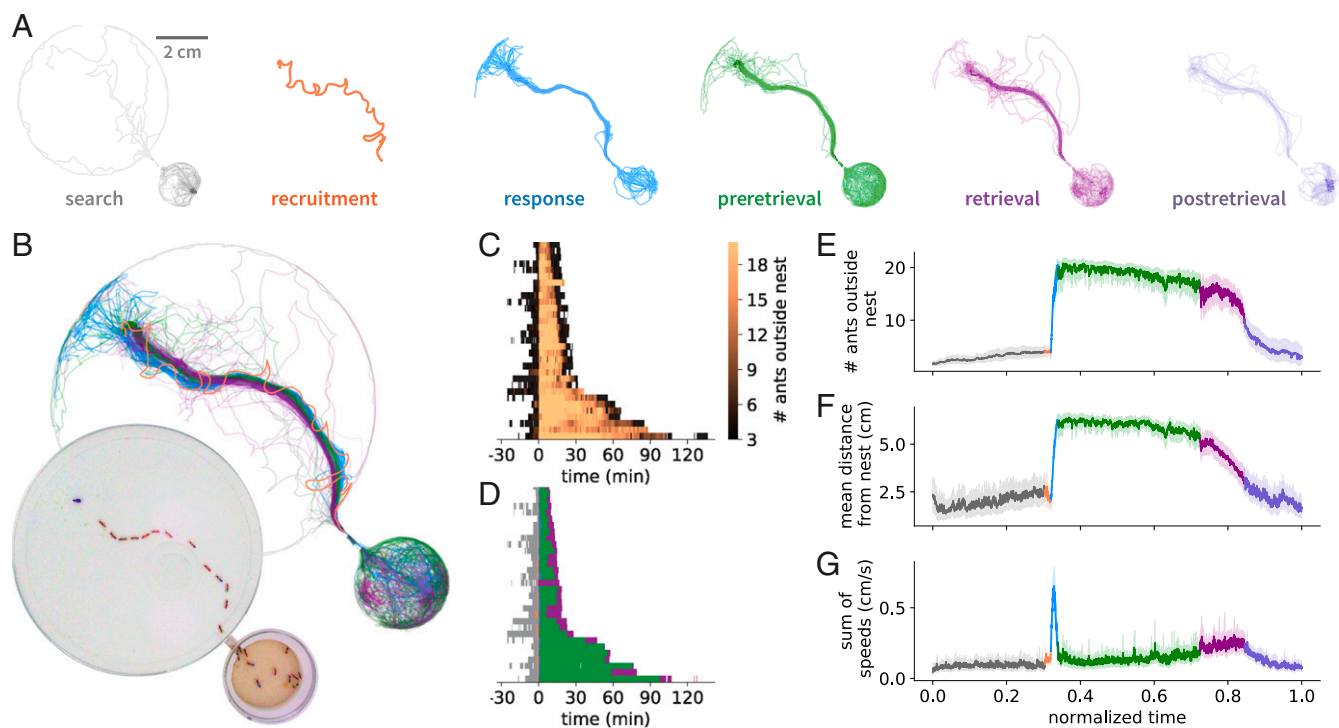 A
2 cm
search
recruitment
response
preretrieval
retrieval
postretrieval
B
C
18
15
12
9
6
3
# ants outside nest
-30 0 30 60 90 120
time (min)
D
-30 0 30 60 90 120
time (min)
E
# ants outside
nest
20
10
F
mean distance
from nest (cm)
5.0
2.5
G
sum of
speeds (cm/s)
0.5
0.0
0.0 0.2 0.4 0.6 0.8 1.0
normalized time